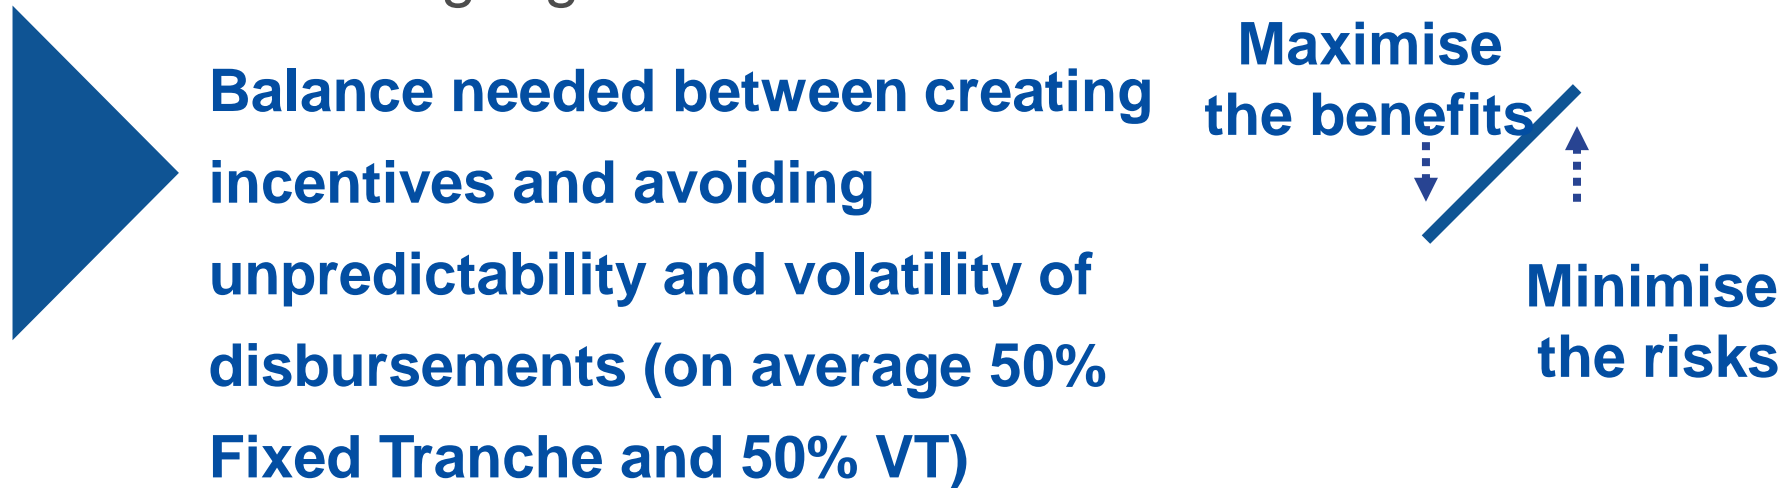 Balance needed between creating
incentives and avoiding
unpredictability and volatility of
disbursements (on average 50%
Fixed Tranche and 50% VT)
Maximise
the benefits
Minimise
the risks